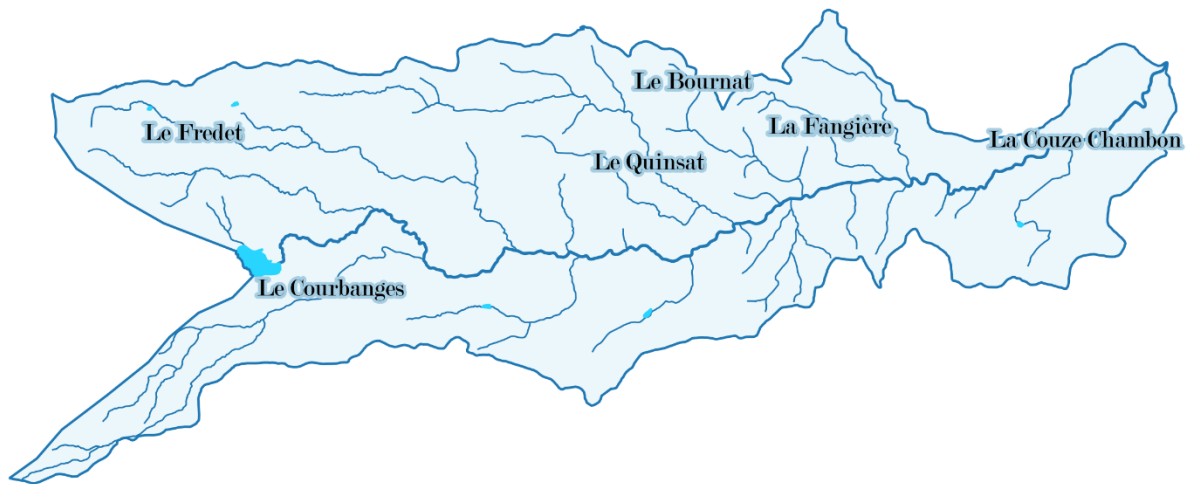 Le Bournat
Le Fredet
La Fangière
La Couze Chambon
Le Quinsat
Le Courbanges